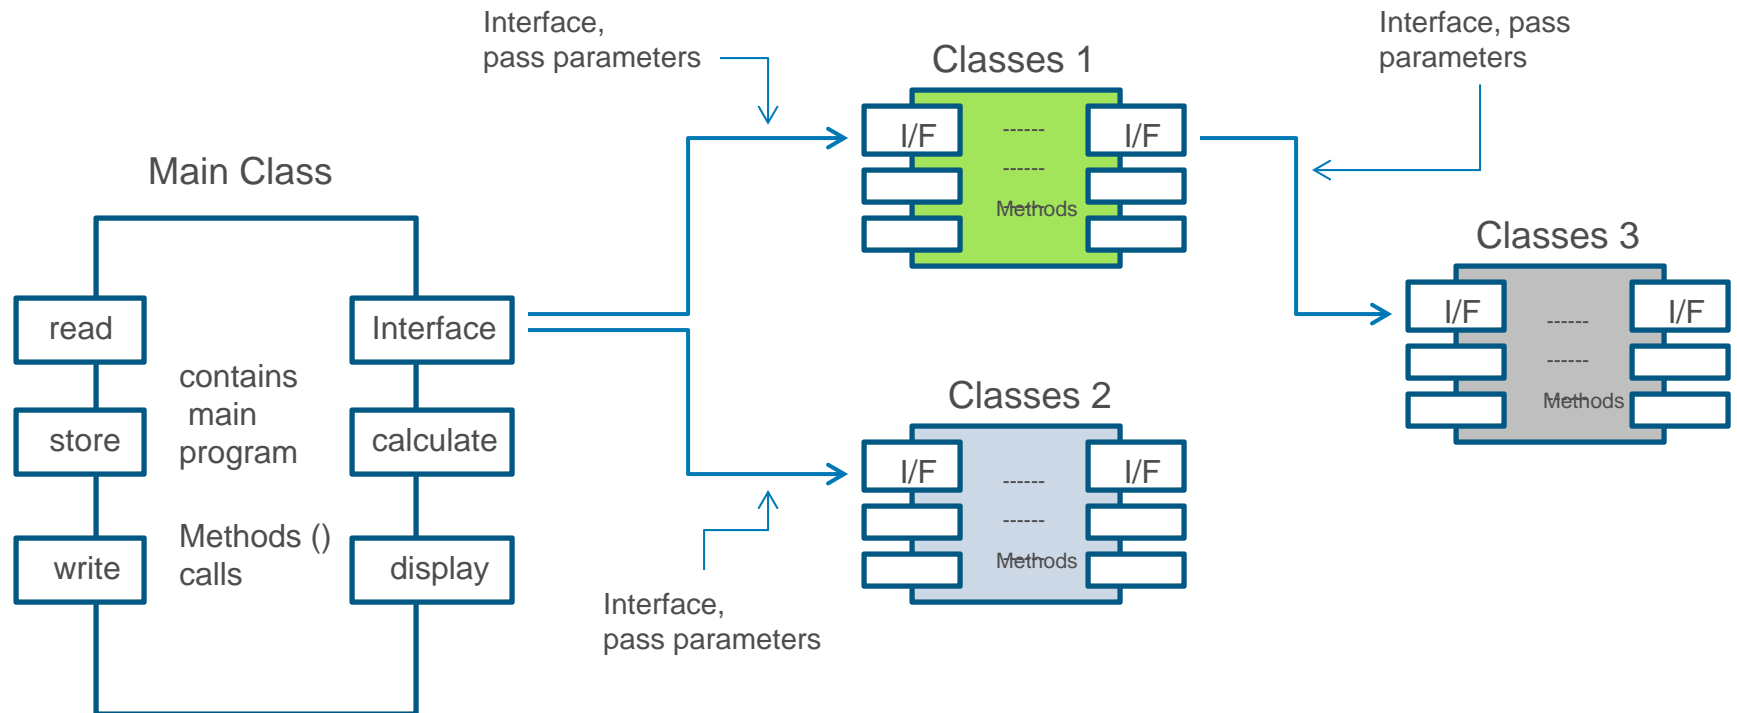 Interface,
pass parameters
Interface, pass
parameters
Classes 1
I/F
------
I/F
------
------
Methods
Main Class
read
Interface
contains
main
program
store
calculate
Methods ()
calls
write
display
Classes 3
I/F
------
I/F
------
------
Methods
Classes 2
I/F
------
I/F
------
------
Methods
Interface,
pass parameters